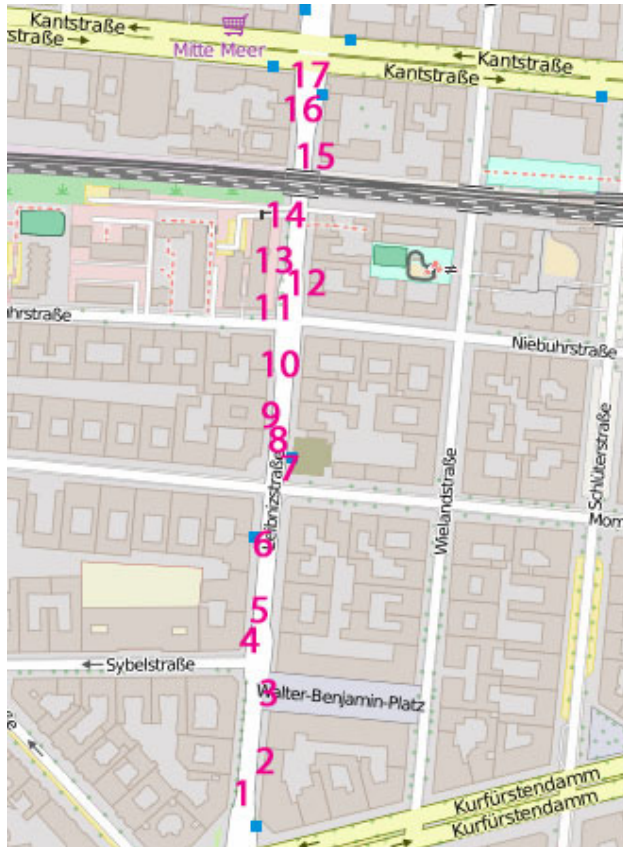 Kantstraße ←
straße →
Mitte Meer
← Kantstraße
Kantstraße →
17
16
15
14
13
12
11
hrstraße
Niebuhrstraße
10
9
8
7
Leibnizstraße
Wielandstraße
Schlüterstraße
Mom
6
5
4
← Sybelstraße
3
Walter-Benjamin-Platz
2
1
Kurfürstendamm
Kurfürstendamm